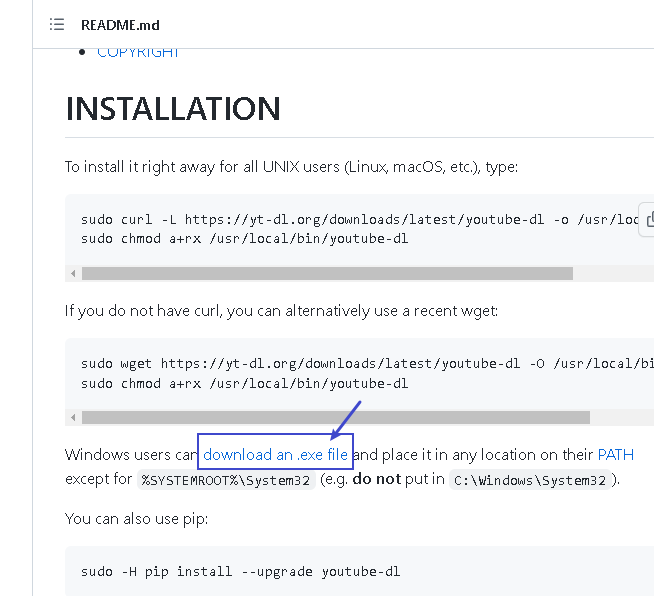 README.md
COPYRIGHT
INSTALLATION
To install it right away for all UNIX users (Linux, macOS, etc.), type:
sudo curl -L https://yt-dl.org/downloads/latest/youtube-dl -o /usr/loc
sudo chmod a+rx /usr/local/bin/youtube-dl
If you do not have curl, you can alternatively use a recent wget:
sudo wget https://yt-dl.org/downloads/latest/youtube-dl -O /usr/local/bi
sudo chmod a+rx /usr/local/bin/youtube-dl
Windows users can download an .exe file and place it in any location on their PATH
except for %SYSTEMROOT%\System32 (e.g. do not put in C:\Windows\System32 ).
You can also use pip:
sudo -H pip install --upgrade youtube-dl